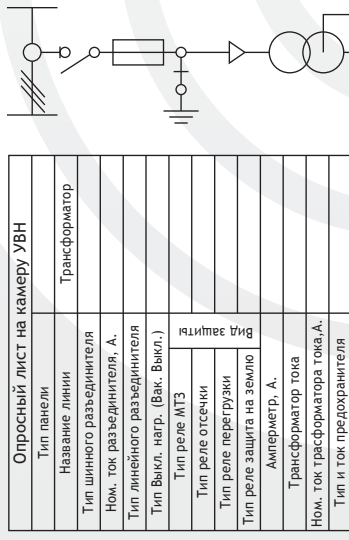 Опросный лист на камеру УВН
Тип панели
Название линии
Трансформатор
Тип шинного разъединителя
Ном. ток разъединителя, А.
Тип линейного разъединителя
Тип Выкл. нагр. (Вак. Выкл.)
Вид защиты
Тип реле МТЗ
Тип реле отсечки
Тип реле перегрузки
Тип реле защита на землю
Амперметр, А.
Трансформатор тока
Ном. ток трасформатора тока,А.
Тип и ток предохранителя